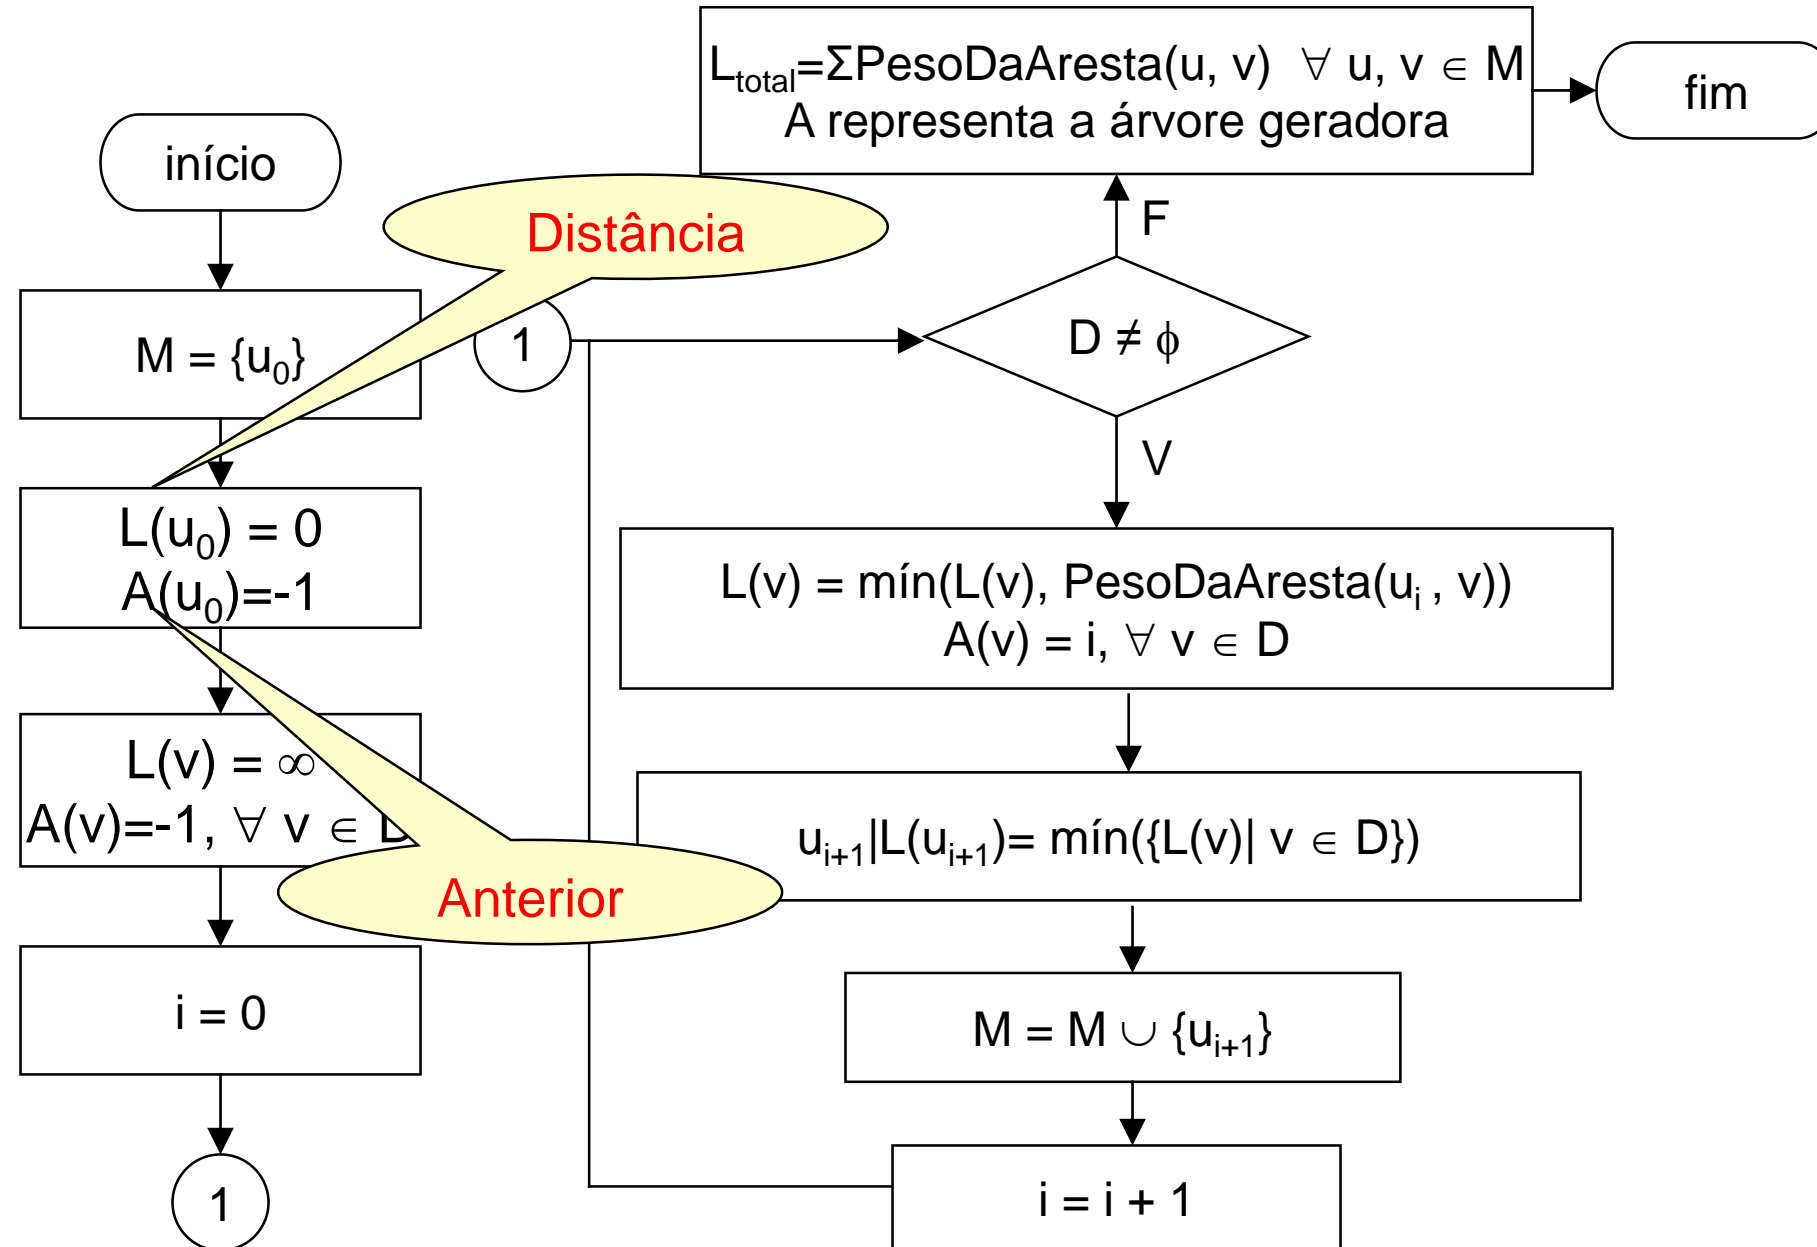 início
M = {u₀}
L(u₀) = 0
A(u₀)=-1
L(v) = ∞
A(v)=-1, ∀ v ∈ D
i = 0
1
Distância
Anterior
1
L_total=ΣPesoDaAresta(u, v) ∀ u, v ∈ M
A representa a árvore geradora
fim
F
D ≠ ϕ
V
L(v) = mín(L(v), PesoDaAresta(uᵢ , v))
A(v) = i, ∀ v ∈ D
uᵢ₊₁|L(uᵢ₊₁)= mín({L(v)| v ∈ D})
M = M ∪ {uᵢ₊₁}
i = i + 1